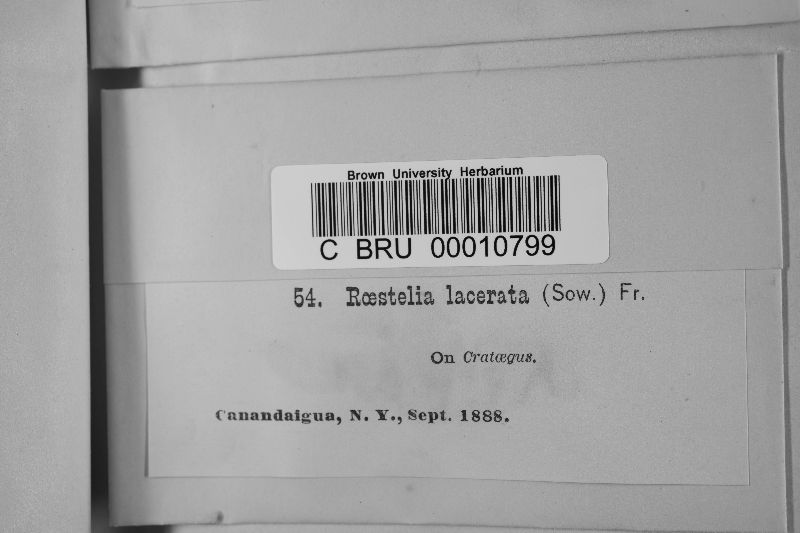 Brown University Herbarium
C BRU 00010799
54. Rœstelia lacerata (Sow.) Fr.
On Cratægus.
Canandaigua, N. Y., Sept. 1888.